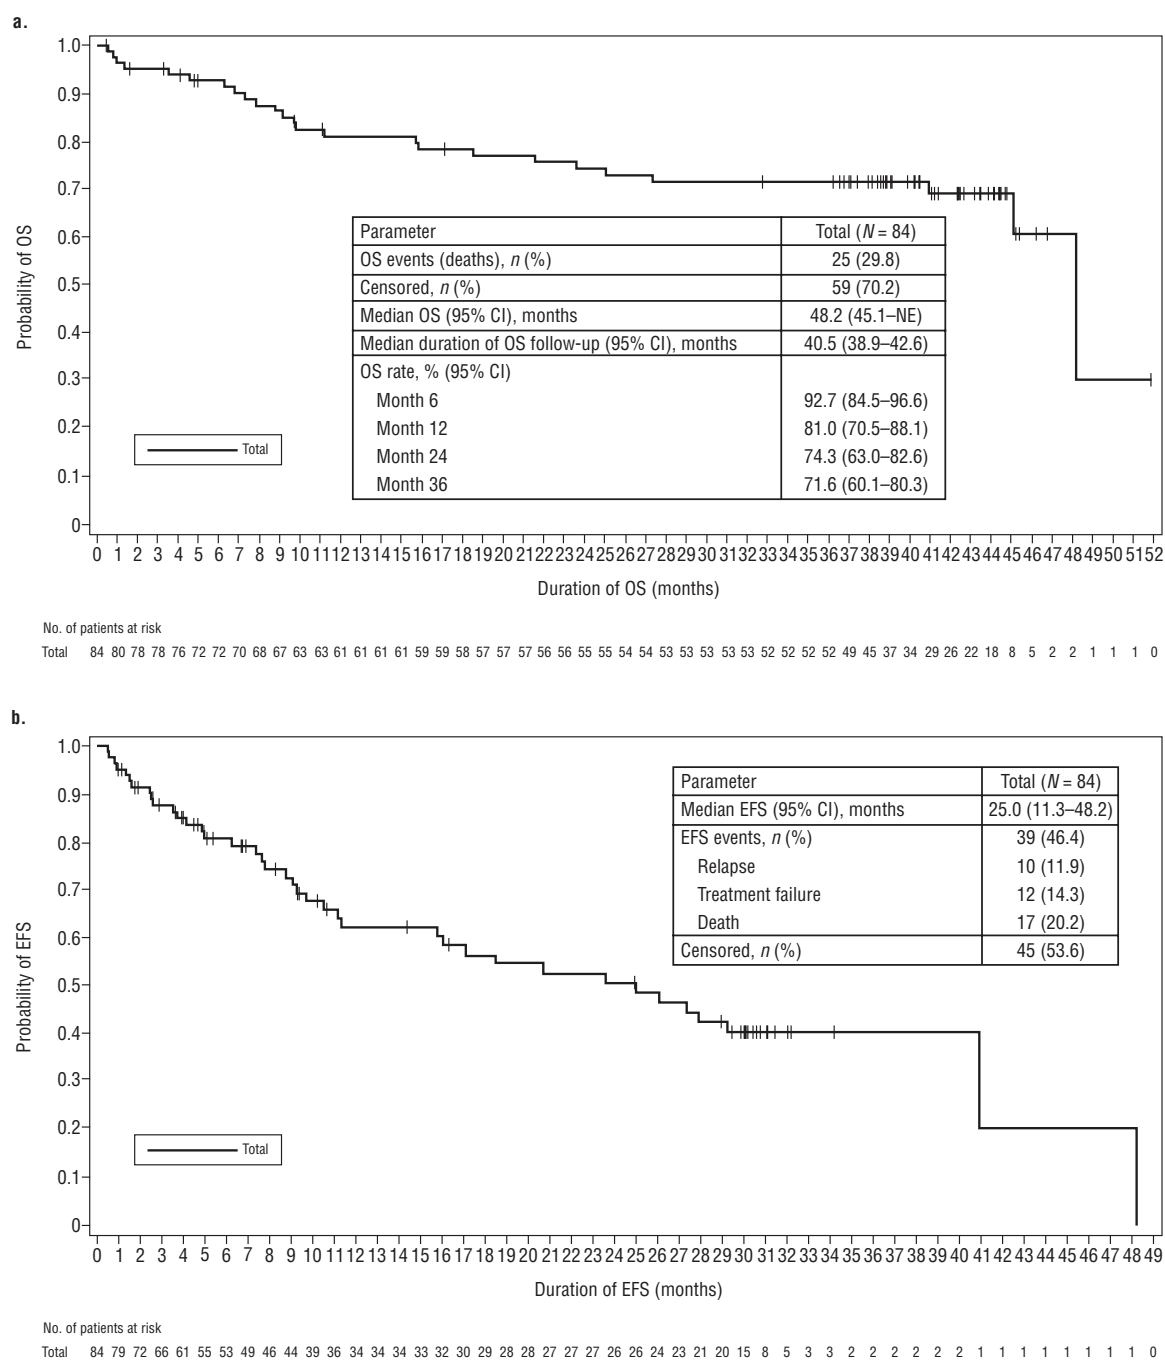 a.
1.0
0.9
0.8
0.7
0.6
0.5
0.4
0.3
0.2
0.1
0
Probability of OS
Parameter Total (N = 84)
OS events (deaths), n (%) 25 (29.8)
Censored, n (%) 59 (70.2)
Median OS (95% CI), months 48.2 (45.1–NE)
Median duration of OS follow-up (95% CI), months 40.5 (38.9–42.6)
OS rate, % (95% CI)
Month 6 92.7 (84.5–96.6)
Month 12 81.0 (70.5–88.1)
Month 24 74.3 (63.0–82.6)
Month 36 71.6 (60.1–80.3)
Total
0 1 2 3 4 5 6 7 8 9 10 11 12 13 14 15 16 17 18 19 20 21 22 23 24 25 26 27 28 29 30 31 32 33 34 35 36 37 38 39 40 41 42 43 44 45 46 47 48 49 50 51 52
Duration of OS (months)
No. of patients at risk
Total 84 80 78 78 76 72 72 70 68 67 63 63 61 61 61 61 59 59 58 57 57 57 56 56 55 55 54 54 53 53 53 53 53 52 52 52 52 49 45 37 34 29 26 22 18 8 5 2 2 1 1 1 0
b.
1.0
0.9
0.8
0.7
0.6
0.5
0.4
0.3
0.2
0.1
0
Probability of EFS
Parameter Total (N = 84)
Median EFS (95% CI), months 25.0 (11.3–48.2)
EFS events, n (%) 39 (46.4)
Relapse 10 (11.9)
Treatment failure 12 (14.3)
Death 17 (20.2)
Censored, n (%) 45 (53.6)
Total
0 1 2 3 4 5 6 7 8 9 10 11 12 13 14 15 16 17 18 19 20 21 22 23 24 25 26 27 28 29 30 31 32 33 34 35 36 37 38 39 40 41 42 43 44 45 46 47 48 49
Duration of EFS (months)
No. of patients at risk
Total 84 79 72 66 61 55 53 49 46 44 39 36 34 34 34 33 32 30 29 28 28 27 27 27 26 26 24 23 21 20 15 8 5 3 3 2 2 2 2 2 2 1 1 1 1 1 1 1 1 0